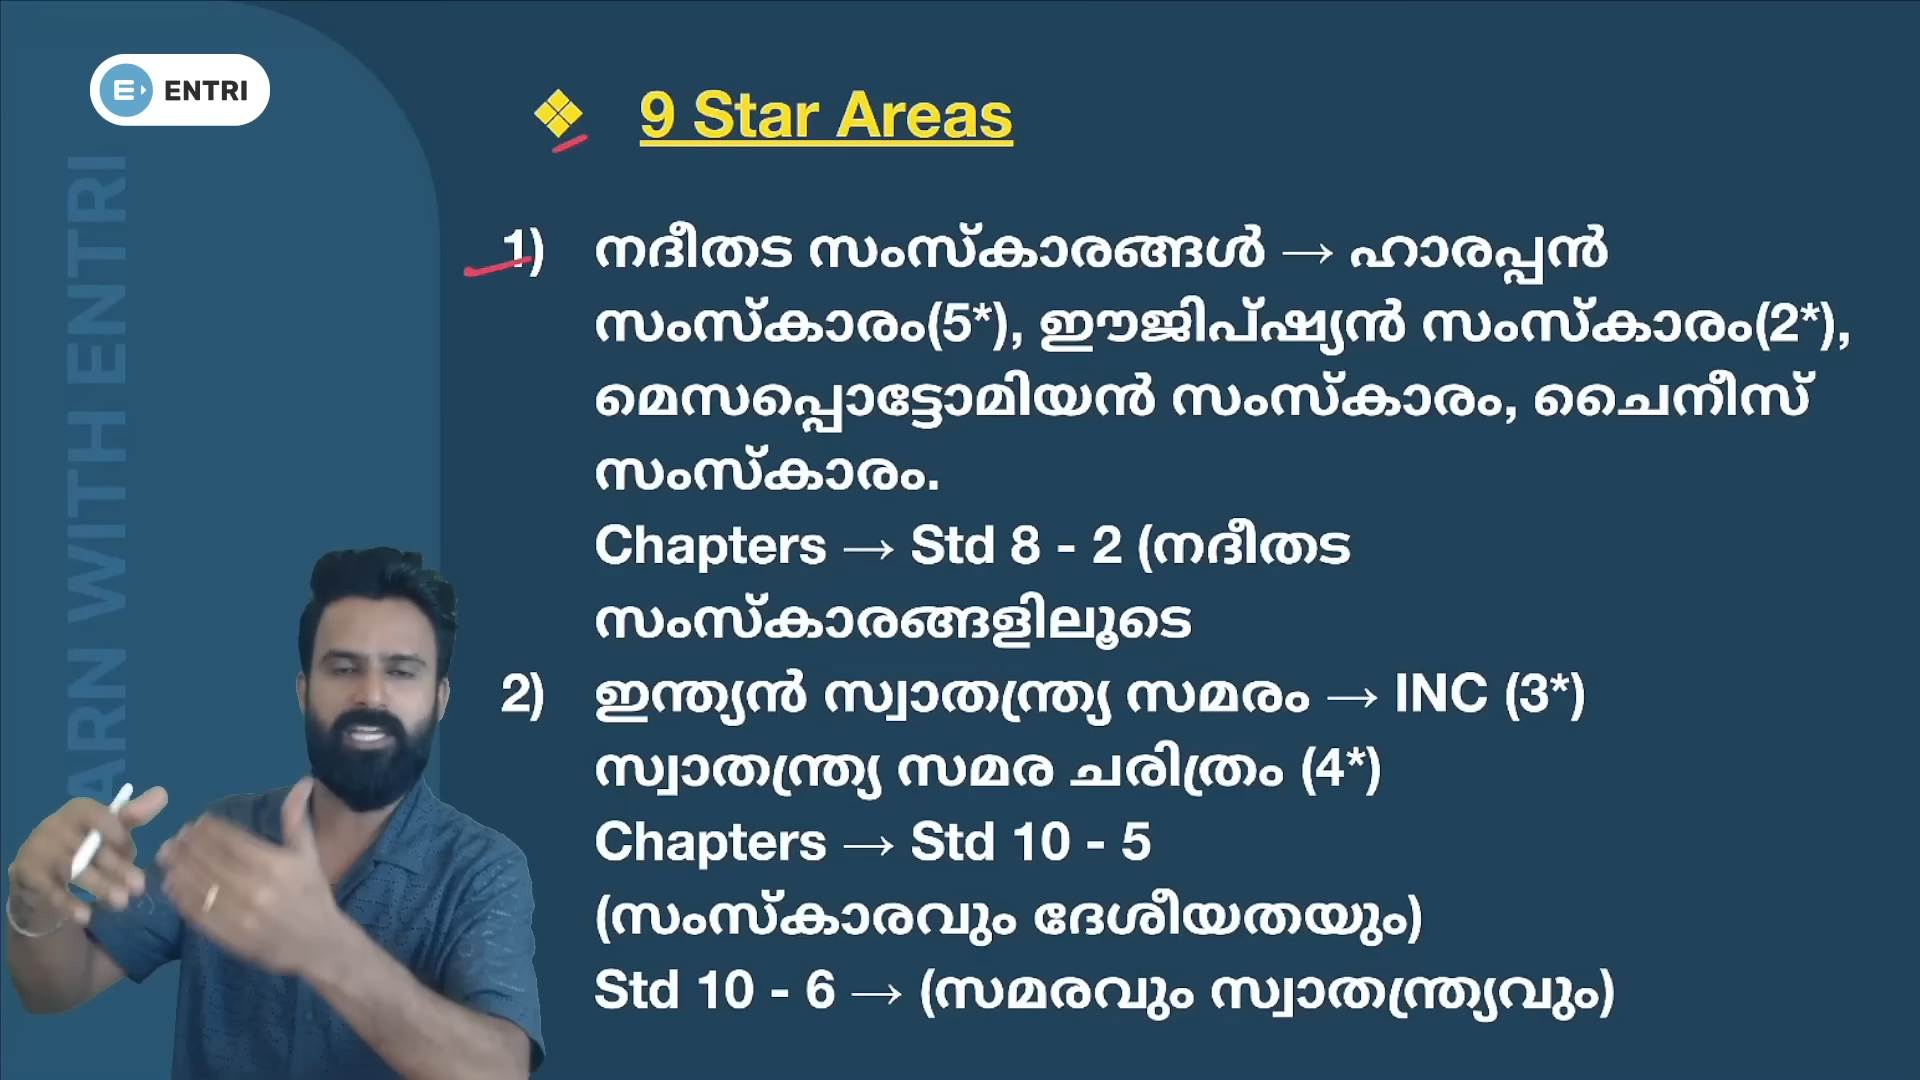 ENTRI
ARN WITH ENTRI
❖ 9 Star Areas
1) നദീതട സംസ്കാരങ്ങൾ → ഹാരപ്പൻ
സംസ്കാരം(5*), ഈജിപ്ഷ്യൻ സംസ്കാരം(2*),
മെസപ്പൊട്ടോമിയൻ സംസ്കാരം, ചൈനീസ്
സംസ്കാരം.
Chapters → Std 8 - 2 (നദീതട
സംസ്കാരങ്ങളിലൂടെ
2) ഇന്ത്യൻ സ്വാതന്ത്ര്യ സമരം → INC (3*)
സ്വാതന്ത്ര്യ സമര ചരിത്രം (4*)
Chapters → Std 10 - 5
(സംസ്കാരവും ദേശീയതയും)
Std 10 - 6 → (സമരവും സ്വാതന്ത്ര്യവും)